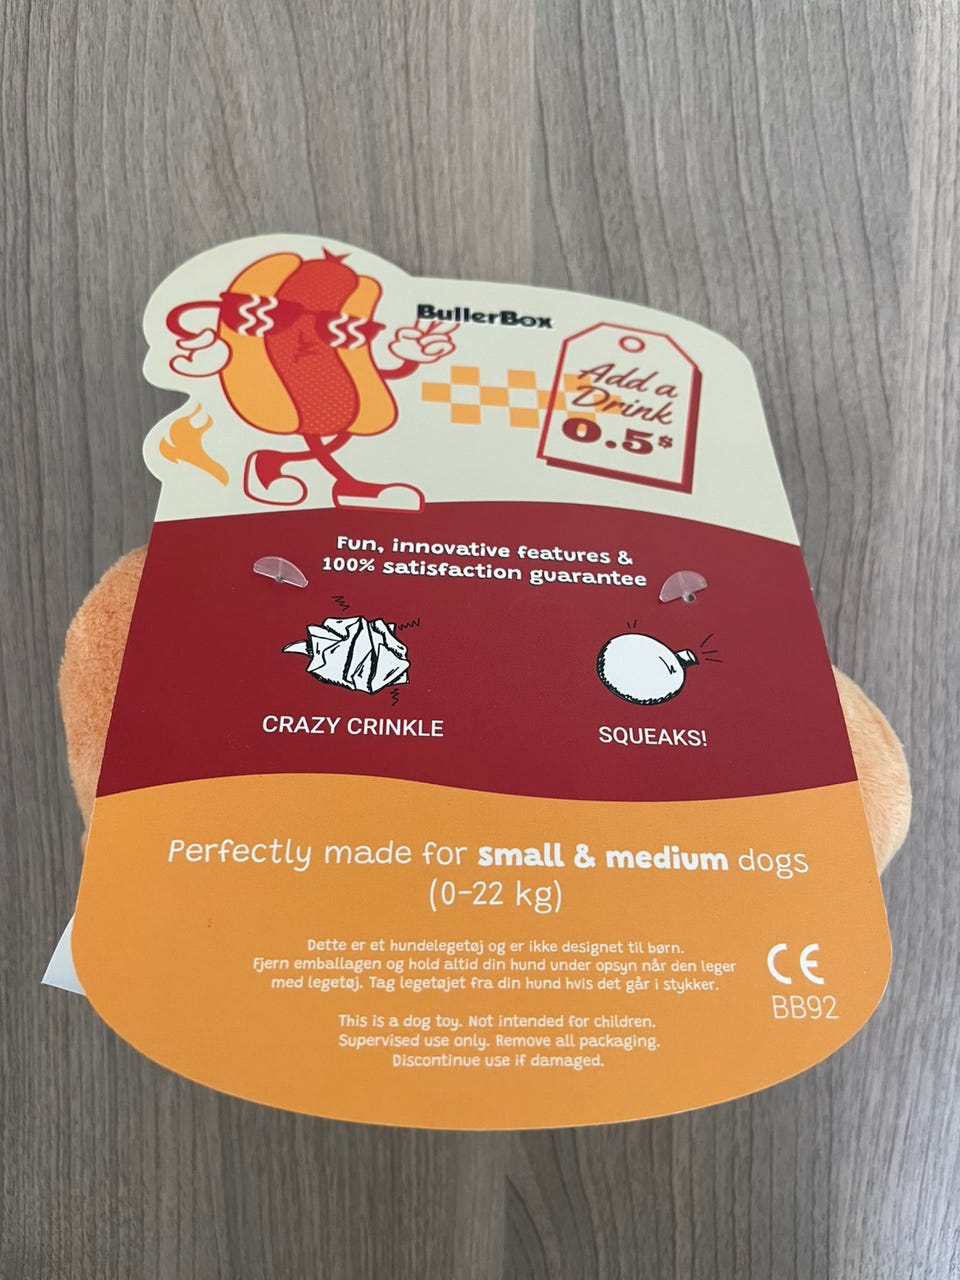 BullerBox
Add a
Drink
0.5$
Fun, innovative features &
100% satisfaction guarantee
CRAZY CRINKLE
SQUEAKS!
Perfectly made for small & medium dogs
(0-22 kg)
Dette er et hundelegetøj og er ikke designet til børn.
Fjern emballagen og hold altid din hund under opsyn når den leger
med legetøj. Tag legetøjet fra din hund hvis det går i stykker.
CE
BB92
This is a dog toy. Not intended for children.
Supervised use only. Remove all packaging.
Discontinue use if damaged.